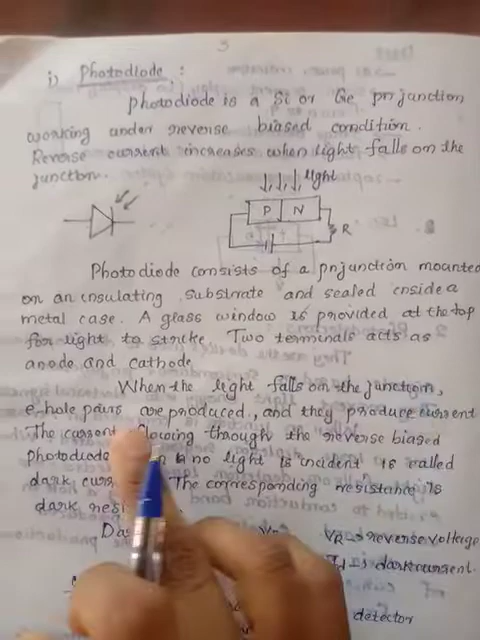 3
i) Photodiode :
Photodiode is a Si or Ge pn junction
working under reverse biased condition.
Reverse current increases when light falls on the
junction.
light
P N
R
Photodiode consists of a pn junction mounted
on an insulating substrate and sealed inside a
metal case. A glass window is provided at the top
for light to stroke. Two terminals acts as
anode and cathode.
When the light falls on the junction,
e-hole pairs are produced, and they produce current
The current flowing through the reverse biased
photodiode no light is incident is called
dark The corresponding resistance is
dark
VR → reverse voltage
Id → dark current.
detector